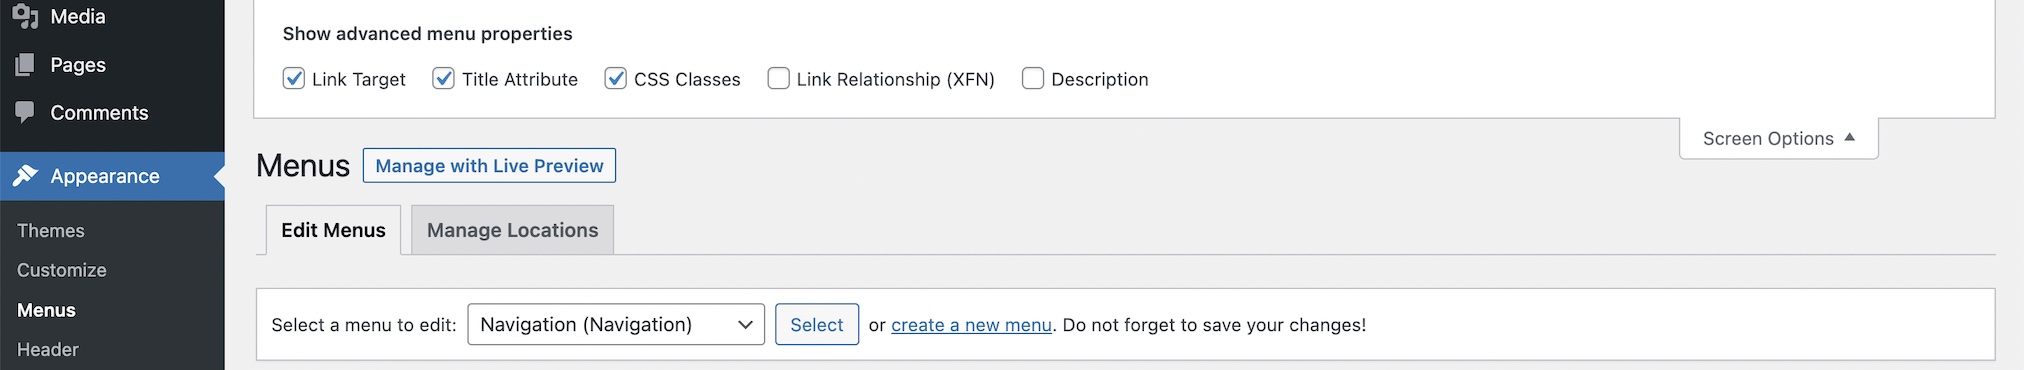 Media
Pages
Comments
Appearance
Themes
Customize
Menus
Header
Show advanced menu properties
Link Target Title Attribute CSS Classes Link Relationship (XFN) Description
Screen Options
Menus Manage with Live Preview
Edit Menus Manage Locations
Select a menu to edit: Navigation (Navigation) Select or create a new menu. Do not forget to save your changes!